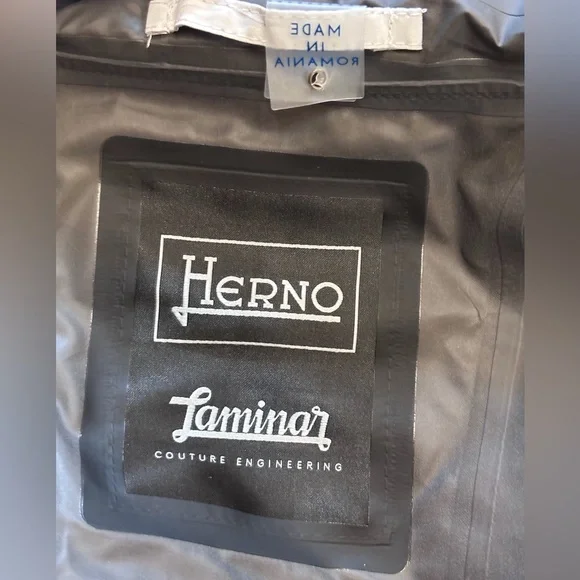 MADE
IN
ROMANIA
HERNO
Laminar
COUTURE ENGINEERING